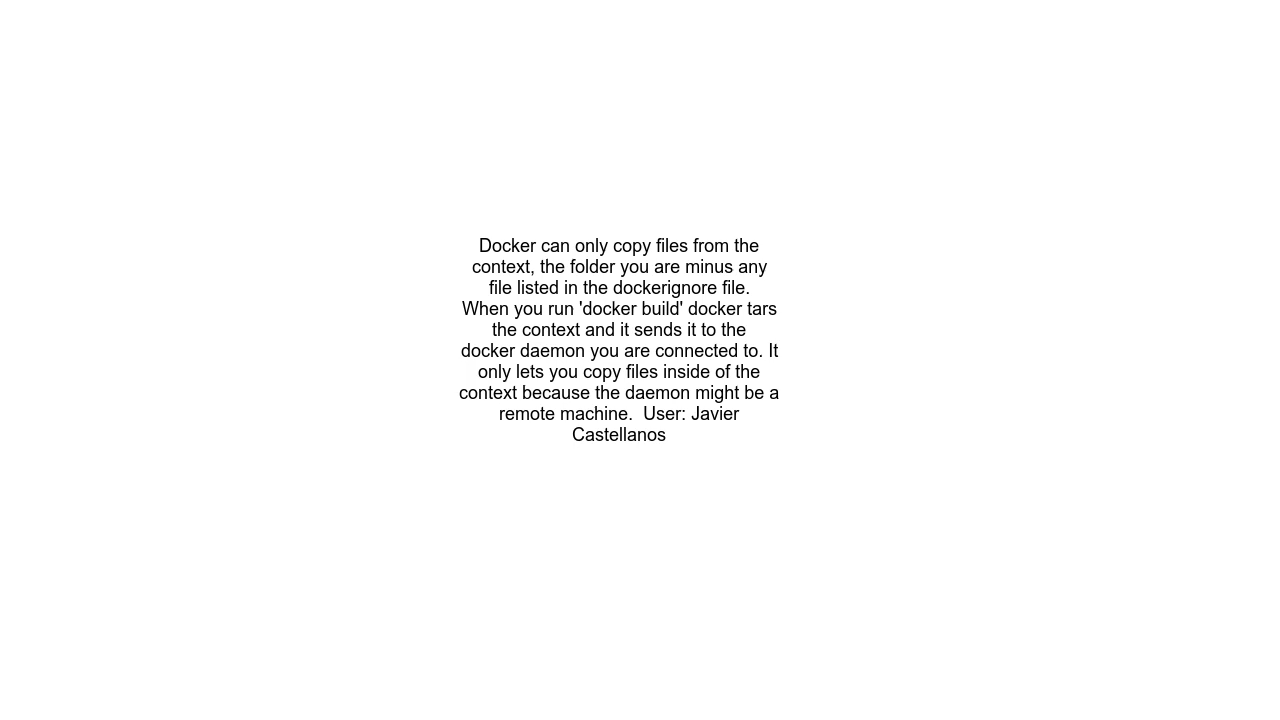 Docker can only copy files from the
context, the folder you are minus any
file listed in the dockerignore file.
When you run 'docker build' docker tars
the context and it sends it to the
docker daemon you are connected to. It
only lets you copy files inside of the
context because the daemon might be a
remote machine.  User: Javier
Castellanos